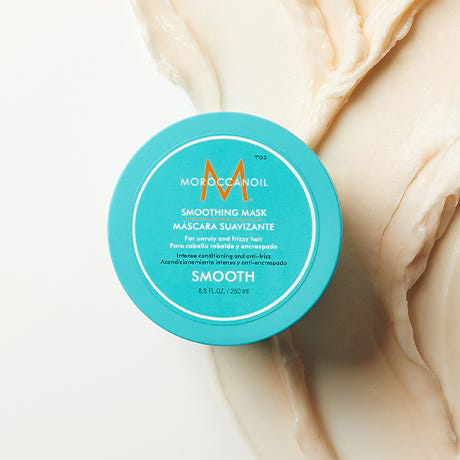 M
MOROCCANOIL
SMOOTHING MASK
MÁSCARA SUAVIZANTE
For unruly and frizzy hair
Para cabello rebelde y encrespado
Intense conditioning and anti-frizz
Acondicionamiento intenso y anti-encrespado
SMOOTH
8.5 FL.OZ. / 250 ml